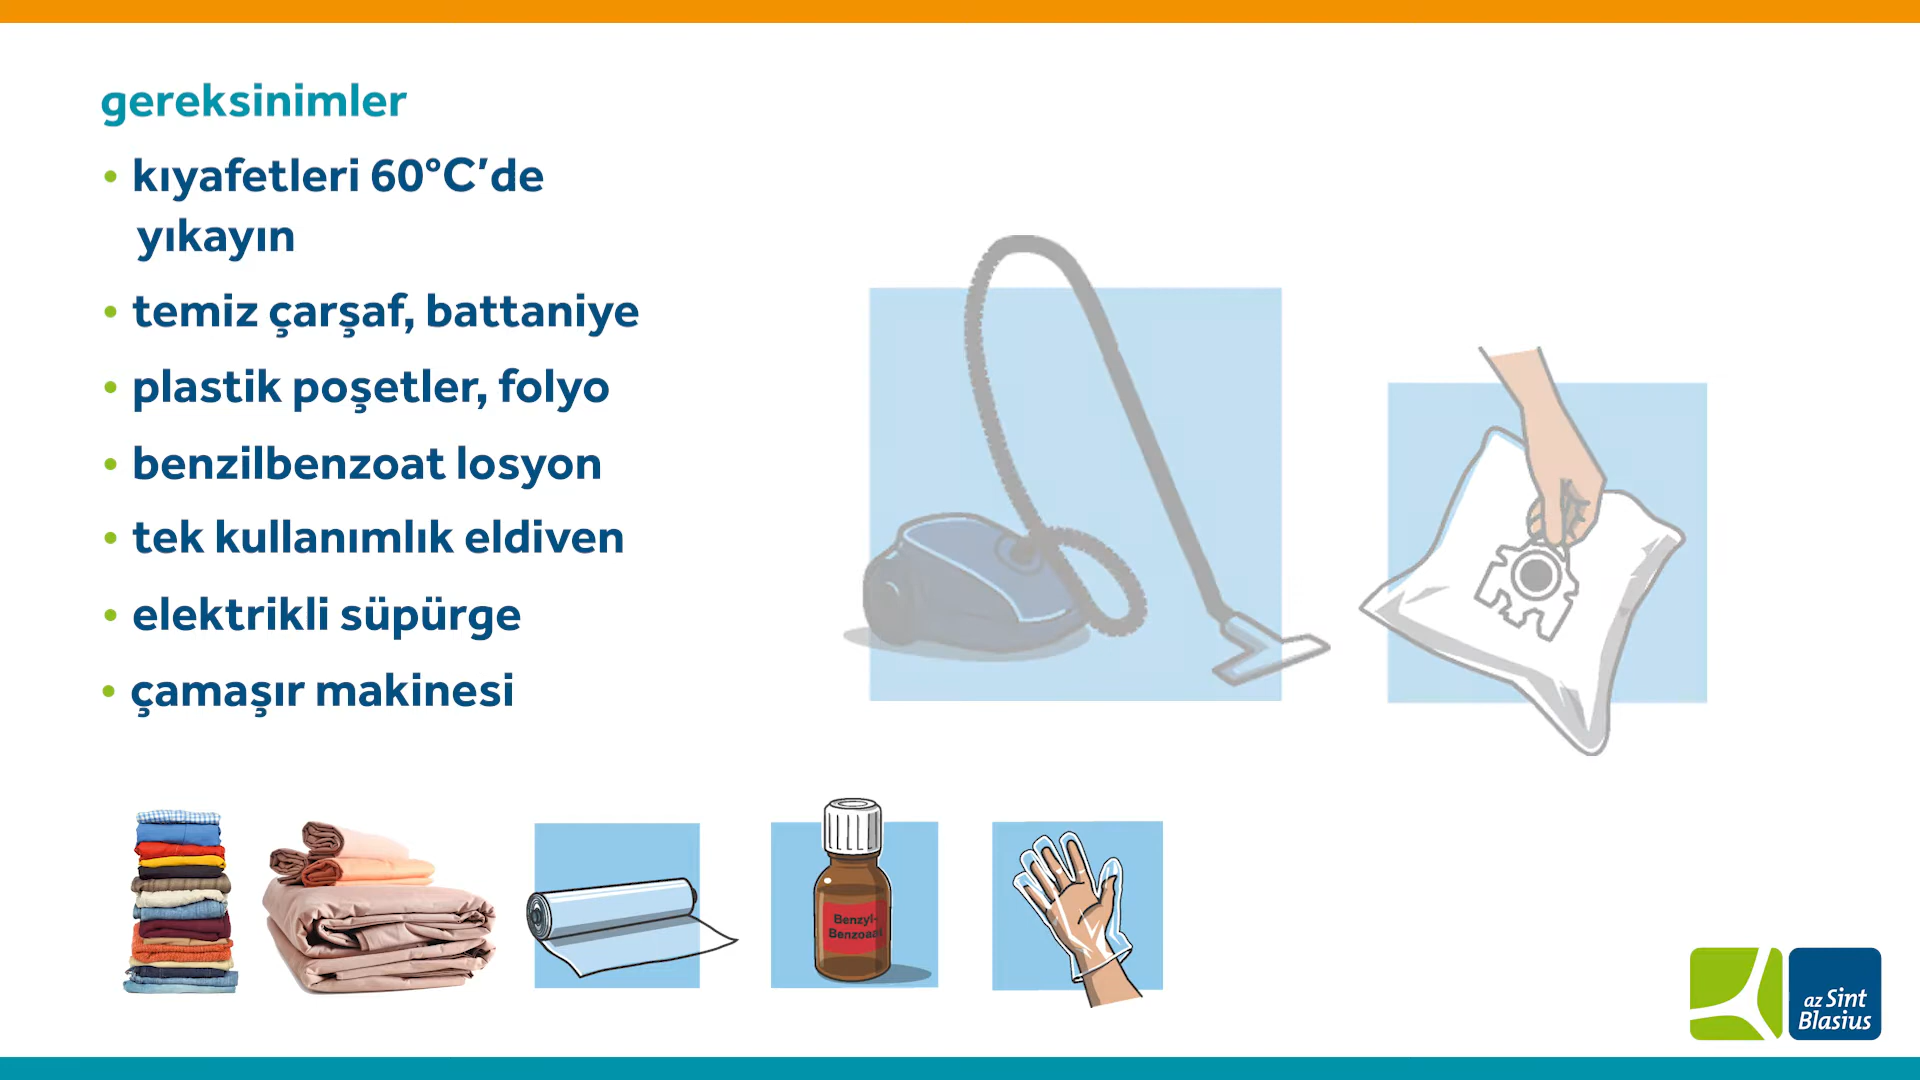 gereksinimler
• kıyafetleri 60°C'de
yıkayın
• temiz çarşaf, battaniye
• plastik poşetler, folyo
• benzilbenzoat losyon
• tek kullanımlık eldiven
• elektrikli süpürge
• çamaşır makinesi
Benzyl-
Benzoaat
az Sint
Blasius